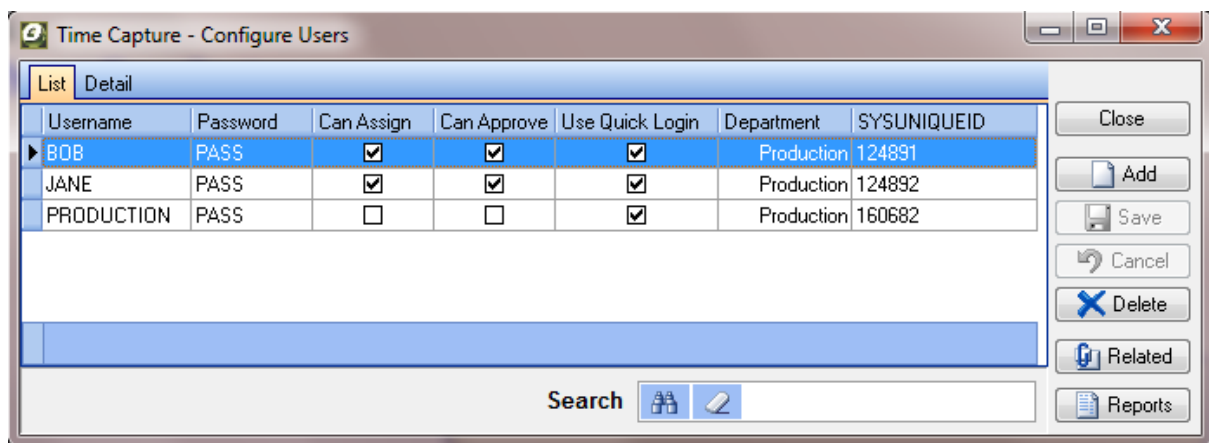 Time Capture - Configure Users
List Detail
Username Password Can Assign Can Approve Use Quick Login Department SYSUNIQUEID
BOB PASS Production 124891
JANE PASS Production 124892
PRODUCTION PASS Production 160682
Close
Add
Save
Cancel
Delete
Related
Search
Reports